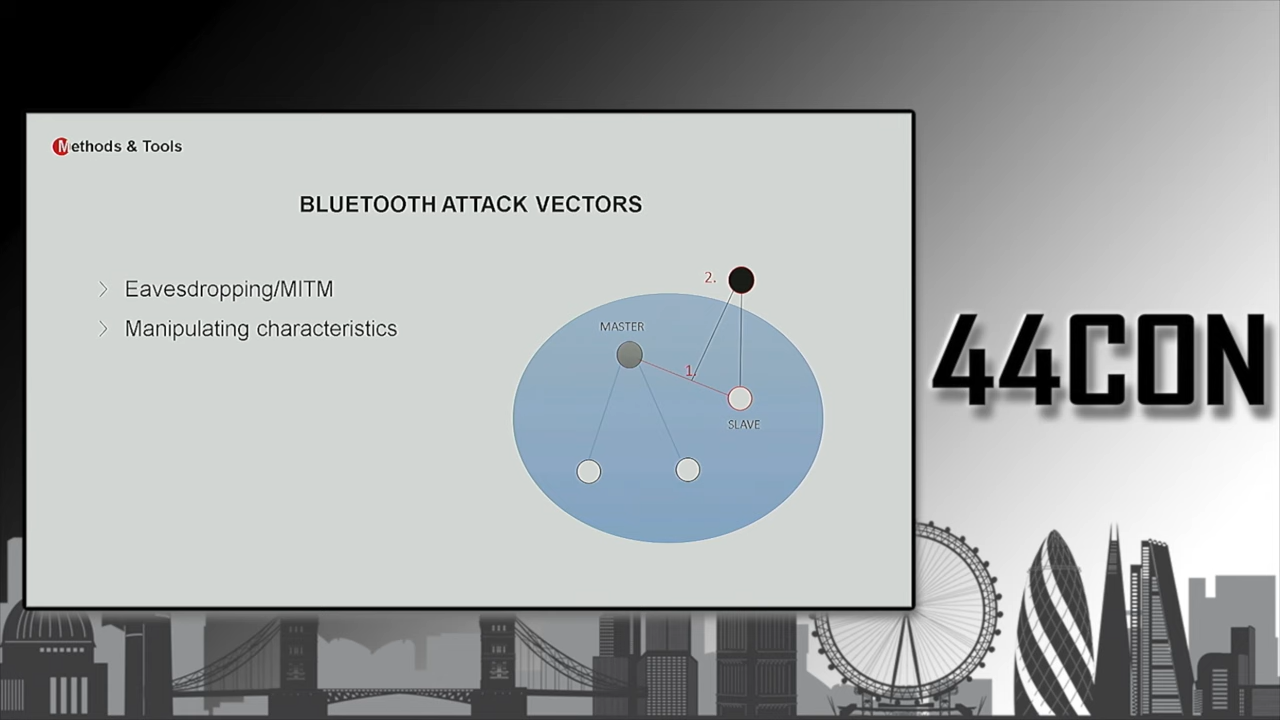 Methods & Tools
BLUETOOTH ATTACK VECTORS
Eavesdropping/MITM
Manipulating characteristics
2.
MASTER
1.
SLAVE
44CON